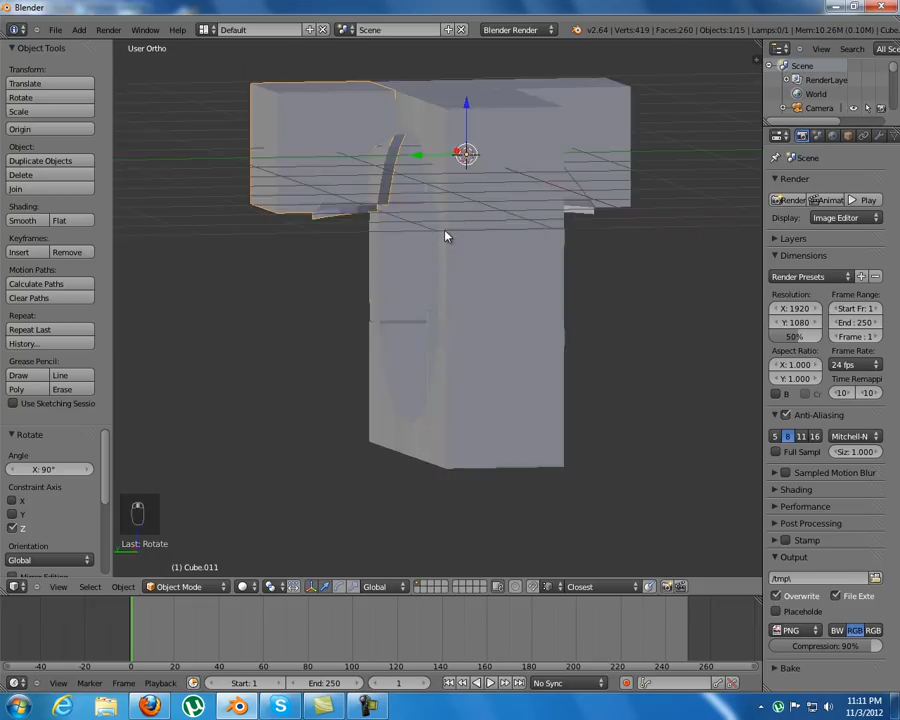 Blender
File Add Render Window Help Default Scene Blender Render v2.64 | Verts:419 | Faces:260 | Objects:1/15 | Lamps:0/1 | Mem:10.26M (0.10M) | Cube.
Object Tools
Transform:
Translate
Rotate
Scale
Origin
Object:
Duplicate Objects
Delete
Join
Shading:
Smooth Flat
Keyframes:
Insert Remove
Motion Paths:
Calculate Paths
Clear Paths
Repeat:
Repeat Last
History...
Grease Pencil:
Draw Line
Poly Erase
Use Sketching Sessio
Rotate
Angle
X: 90°
Constraint Axis
X
Y
Z
Orientation
Global
User Ortho
Last: Rotate
(1) Cube.011
View Select Object Object Mode Global Closest
-40 -20 0 20 40 60 80 100 120 140 160 180 200 220 240 260
View Marker Frame Playback Start: 1 End: 250 1 No Sync
View Search All Sce
Scene
RenderLaye
World
Camera
Scene
Render
Render Animat Play
Display: Image Editor
Layers
Dimensions
Render Presets
Resolution: Frame Range:
X: 1920 Start Fr: 1
Y: 1080 End : 250
50% Frame : 1
Aspect Ratio: Frame Rate:
X: 1.000 24 fps
Y: 1.000 Time Remappi
B Cr 10 10
Anti-Aliasing
5 8 11 16 Mitchell-N
Full Sampl Siz: 1.000
Sampled Motion Blur
Shading
Performance
Post Processing
Stamp
Output
/tmp\
Overwrite File Exte
Placeholde
PNG BW RGB RGB
Compression: 90%
Bake
11:11 PM
11/3/2012